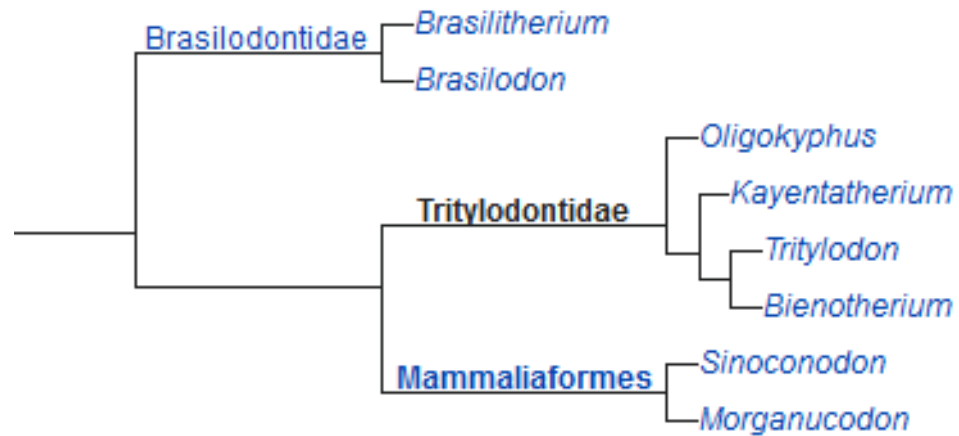 Brasilodontidae
Brasilitherium
Brasilodon
Tritylodontidae
Oligokyphus
Kayentatherium
Tritylodon
Bienotherium
Mammaliaformes
Sinoconodon
Morganucodon